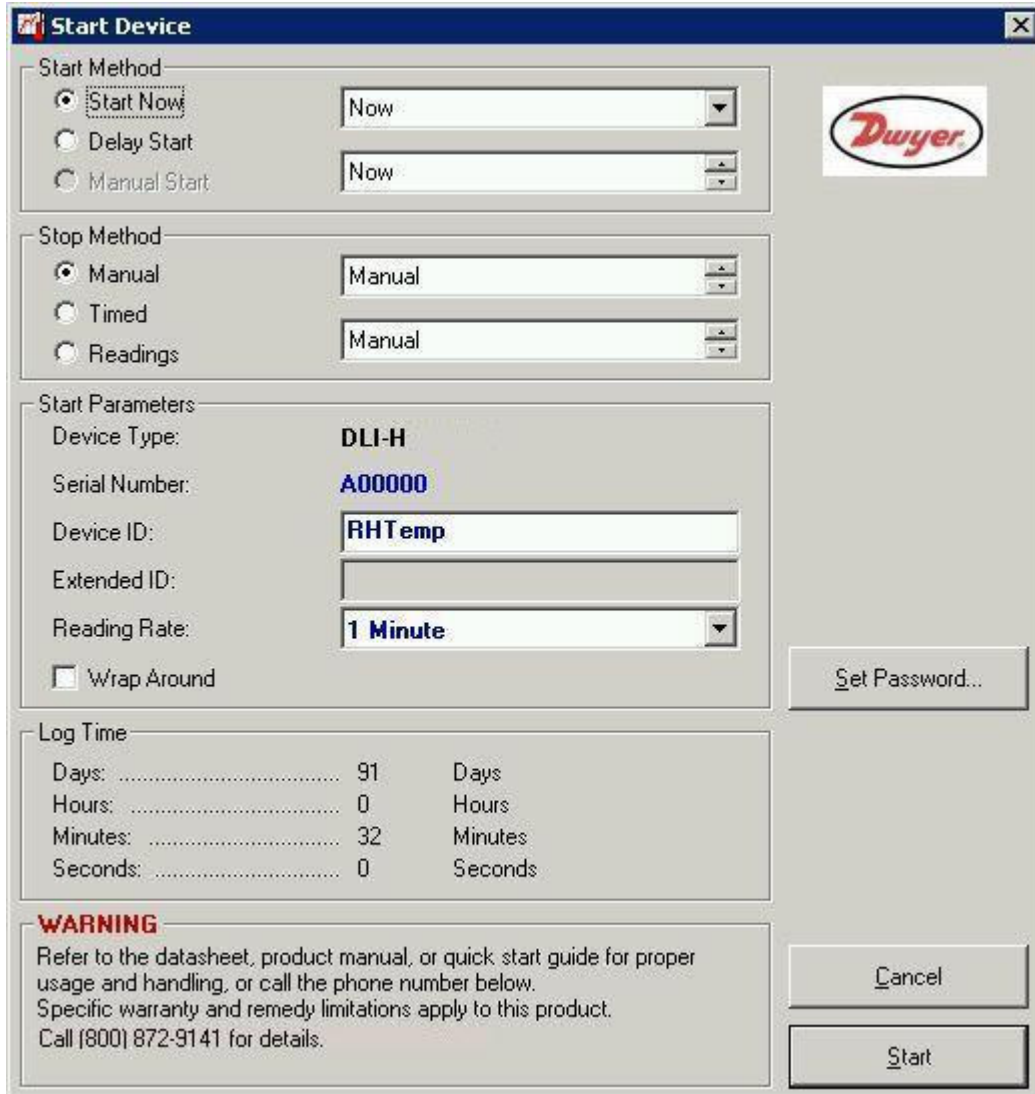 Start Device
Start Method
Start Now
Now
Delay Start
Manual Start
Now
Dwyer
Stop Method
Manual
Manual
Timed
Readings
Manual
Start Parameters
Device Type: DLI-H
Serial Number: A00000
Device ID: RHTemp
Extended ID:
Reading Rate: 1 Minute
Wrap Around
Set Password...
Log Time
Days: .................................... 91 Days
Hours: .................................. 0 Hours
Minutes: ............................... 32 Minutes
Seconds: .............................. 0 Seconds
WARNING
Refer to the datasheet, product manual, or quick start guide for proper
usage and handling, or call the phone number below.
Specific warranty and remedy limitations apply to this product.
Call (800) 872-9141 for details.
Cancel
Start